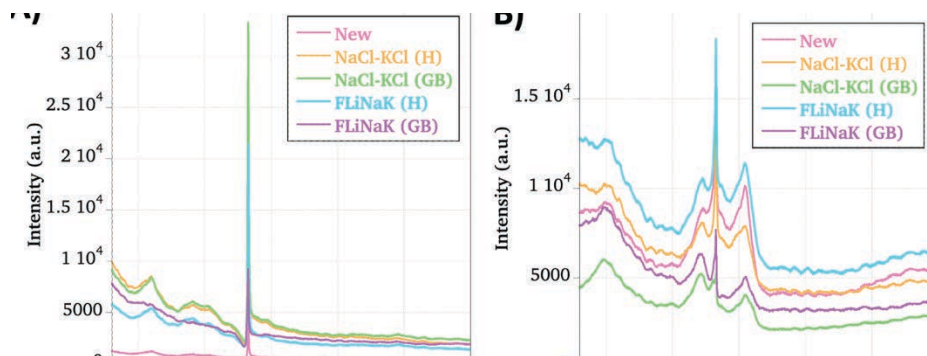 A)
Intensity (a.u.)
3 10⁴
2.5 10⁴
2 10⁴
1.5 10⁴
1 10⁴
5000
New
NaCl-KCl (H)
NaCl-KCl (GB)
FLiNaK (H)
FLiNaK (GB)
B)
Intensity (a.u.)
1.5 10⁴
1 10⁴
5000
New
NaCl-KCl (H)
NaCl-KCl (GB)
FLiNaK (H)
FLiNaK (GB)